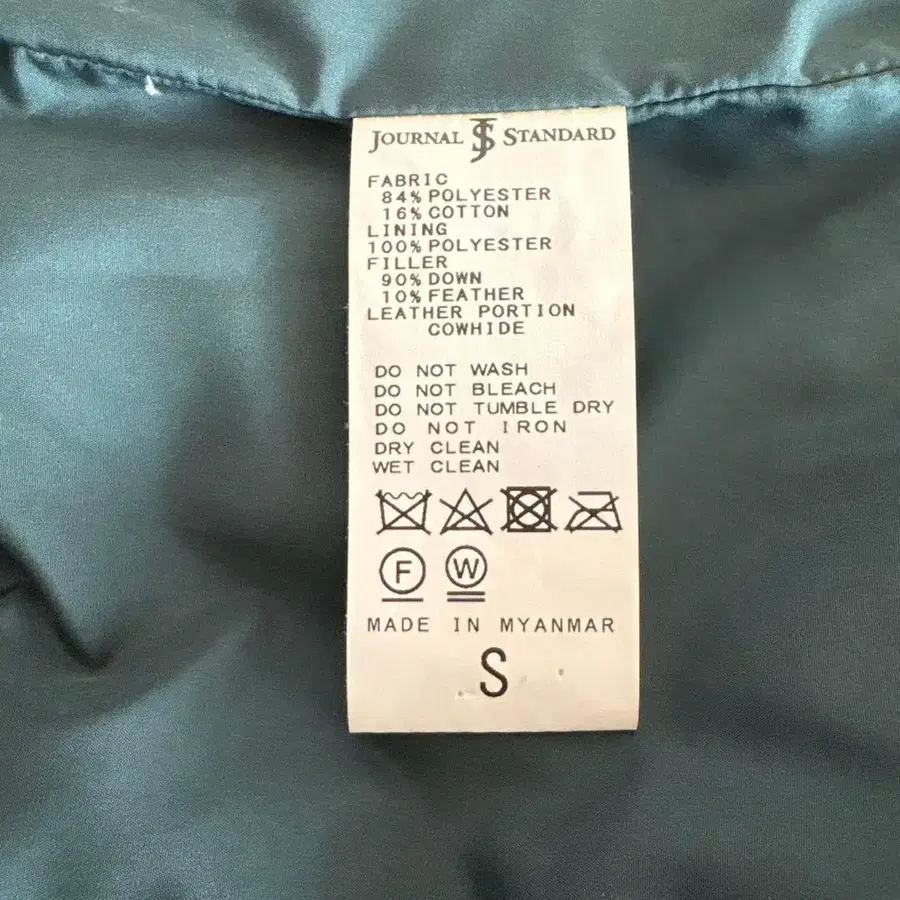 JOURNAL JS STANDARD
FABRIC
84% POLYESTER
16% COTTON
LINING
100% POLYESTER
FILLER
90% DOWN
10% FEATHER
LEATHER PORTION
COWHIDE
DO NOT WASH
DO NOT BLEACH
DO NOT TUMBLE DRY
DO NOT IRON
DRY CLEAN
WET CLEAN
F W
MADE IN MYANMAR
S